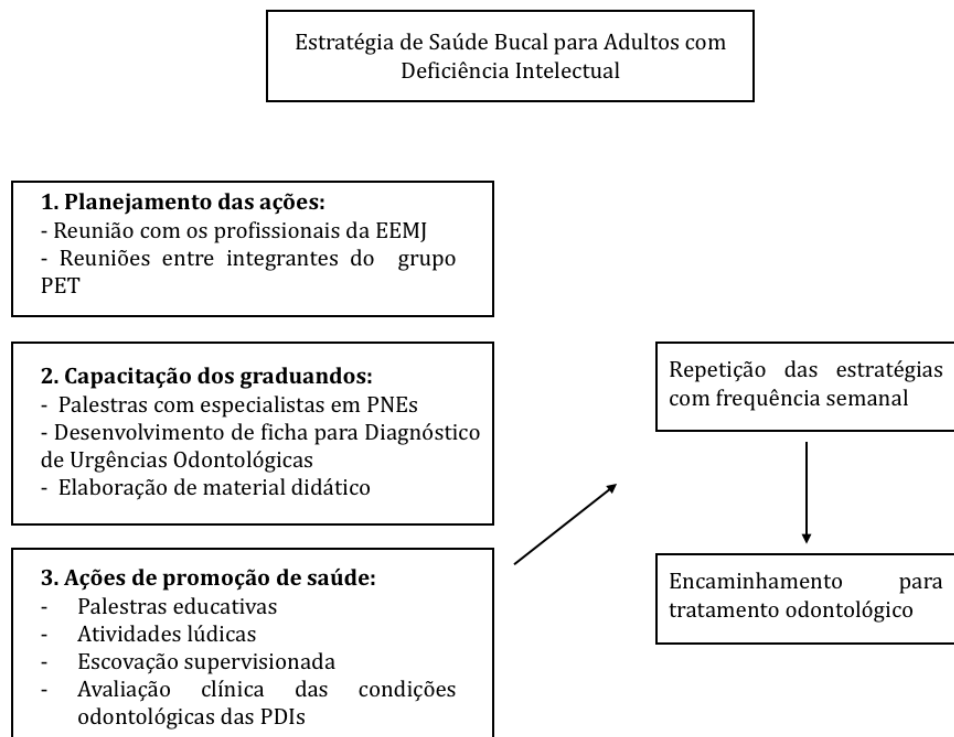 Estratégia de Saúde Bucal para Adultos com
Deficiência Intelectual
1. Planejamento das ações:
- Reunião com os profissionais da EEMJ
- Reuniões entre integrantes do grupo
PET
2. Capacitação dos graduandos:
- Palestras com especialistas em PNEs
- Desenvolvimento de ficha para Diagnóstico
de Urgências Odontológicas
- Elaboração de material didático
3. Ações de promoção de saúde:
- Palestras educativas
- Atividades lúdicas
- Escovação supervisionada
- Avaliação clínica das condições
odontológicas das PDIs
Repetição das estratégias
com frequência semanal
Encaminhamento para
tratamento odontológico